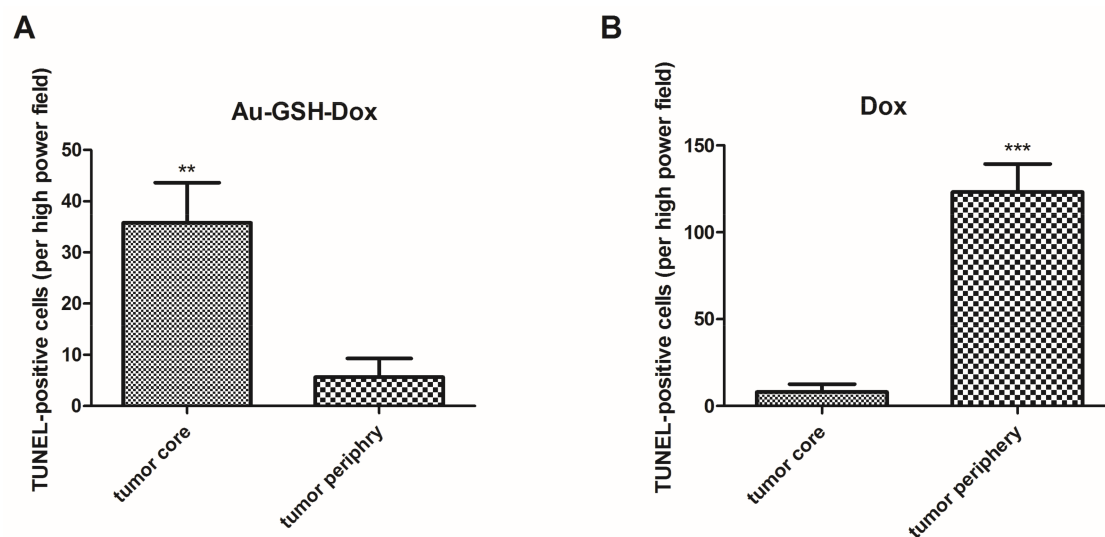 A
Au-GSH-Dox
TUNEL-positive cells (per high power field)
50
40
30
20
10
0
**
tumor core
tumor periphry
B
Dox
TUNEL-positive cells (per high power field)
150
100
50
0
***
tumor core
tumor periphery